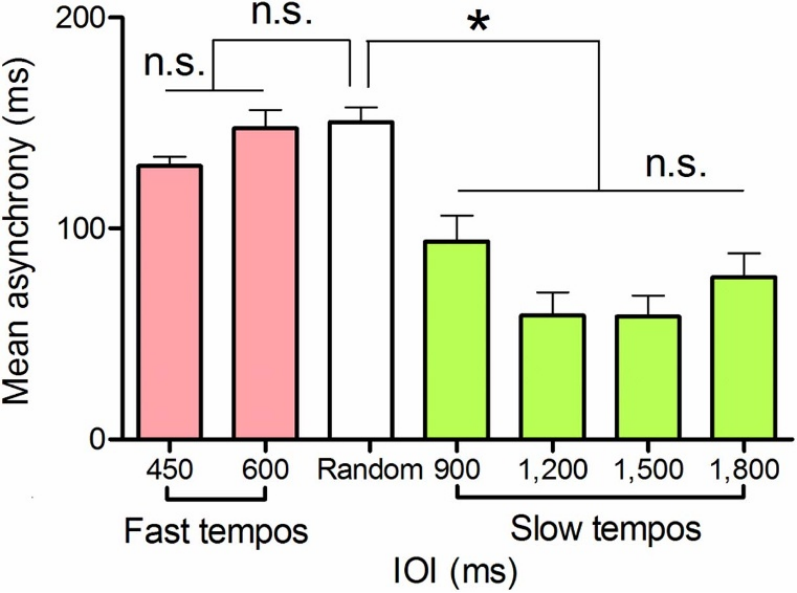 n.s.
*
200
n.s.
n.s.
100
0
Mean asynchrony (ms)
450 600 Random 900 1,200 1,500 1,800
Fast tempos Slow tempos
IOI (ms)